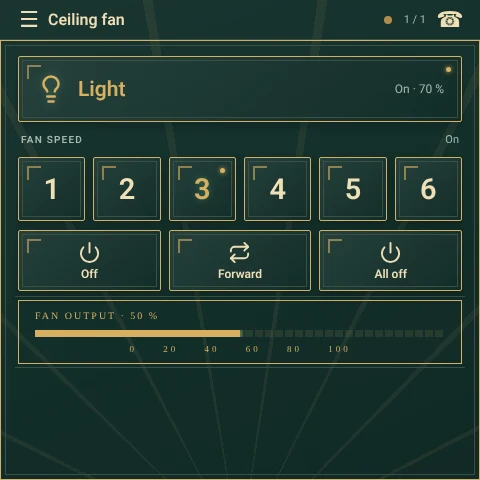 Ceiling fan
1 / 1
Light
On · 70 %
FAN SPEED
On
1 2 3 4 5 6
Off
Forward
All off
FAN OUTPUT · 50 %
0 20 40 60 80 100